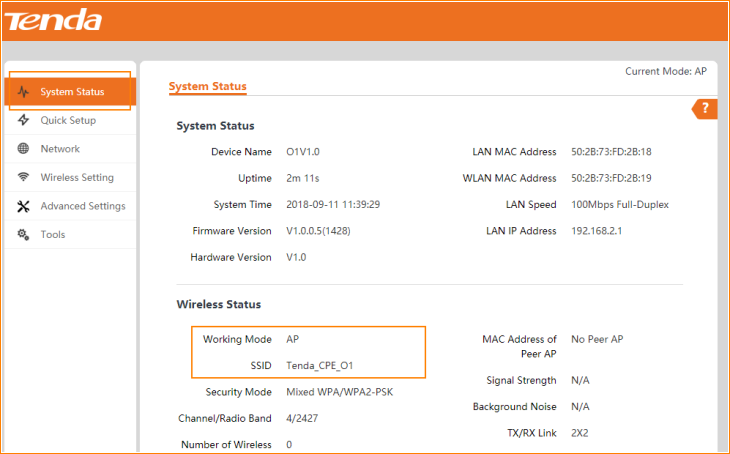 Tenda
Current Mode: AP
System Status
Quick Setup
Network
Wireless Setting
Advanced Settings
Tools
System Status
?
System Status
Device Name O1V1.0 LAN MAC Address 50:2B:73:FD:2B:18
Uptime 2m 11s WLAN MAC Address 50:2B:73:FD:2B:19
System Time 2018-09-11 11:39:29 LAN Speed 100Mbps Full-Duplex
Firmware Version V1.0.0.5(1428) LAN IP Address 192.168.2.1
Hardware Version V1.0
Wireless Status
Working Mode AP MAC Address of Peer AP No Peer AP
SSID Tenda_CPE_O1 Signal Strength N/A
Security Mode Mixed WPA/WPA2-PSK Background Noise N/A
Channel/Radio Band 4/2427 TX/RX Link 2X2
Number of Wireless 0